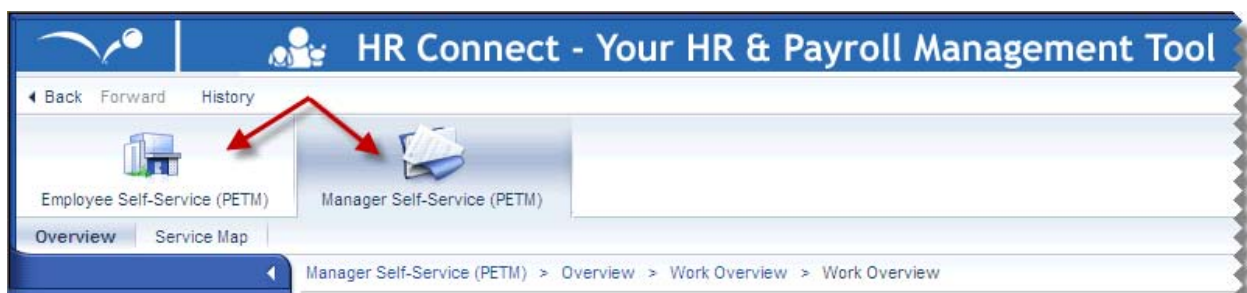 HR Connect - Your HR & Payroll Management Tool
Back Forward History
Employee Self-Service (PETM) Manager Self-Service (PETM)
Overview Service Map
Manager Self-Service (PETM) > Overview > Work Overview > Work Overview